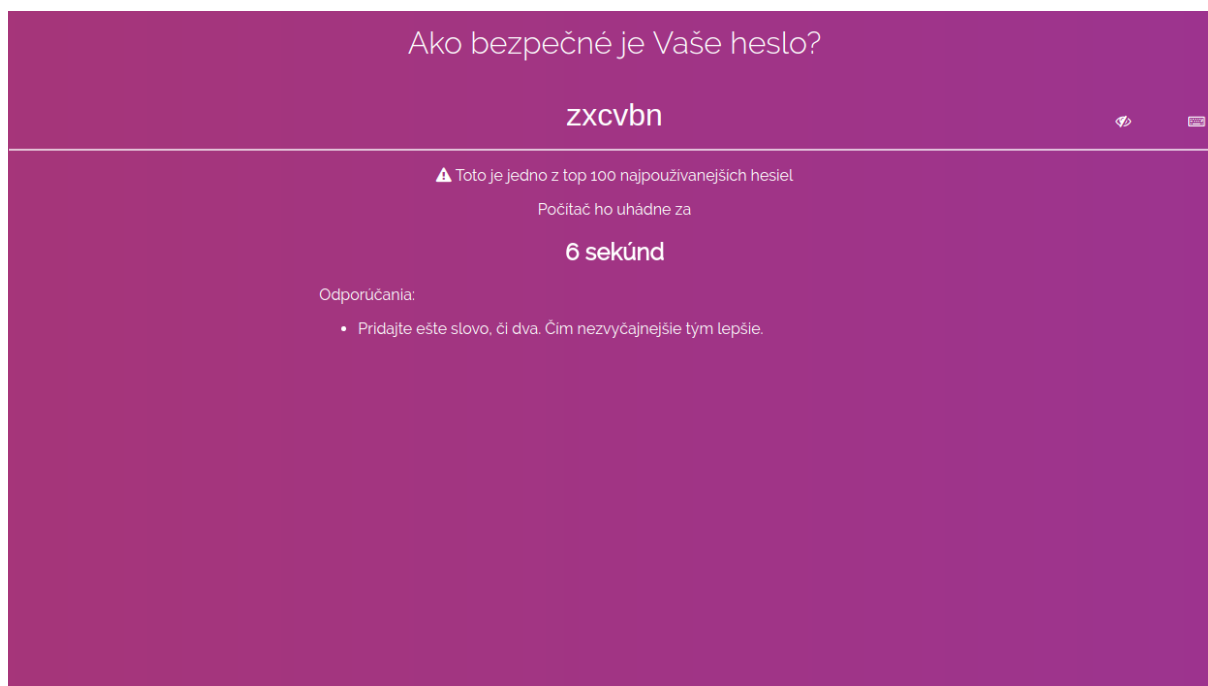 Ako bezpečné je Vaše heslo?
zxcvbn
Toto je jedno z top 100 najpoužívanejších hesiel
Počítač ho uhádne za
6 sekúnd
Odporúčania:
• Pridajte ešte slovo, či dva. Čím nezvyčajnejšie tým lepšie.